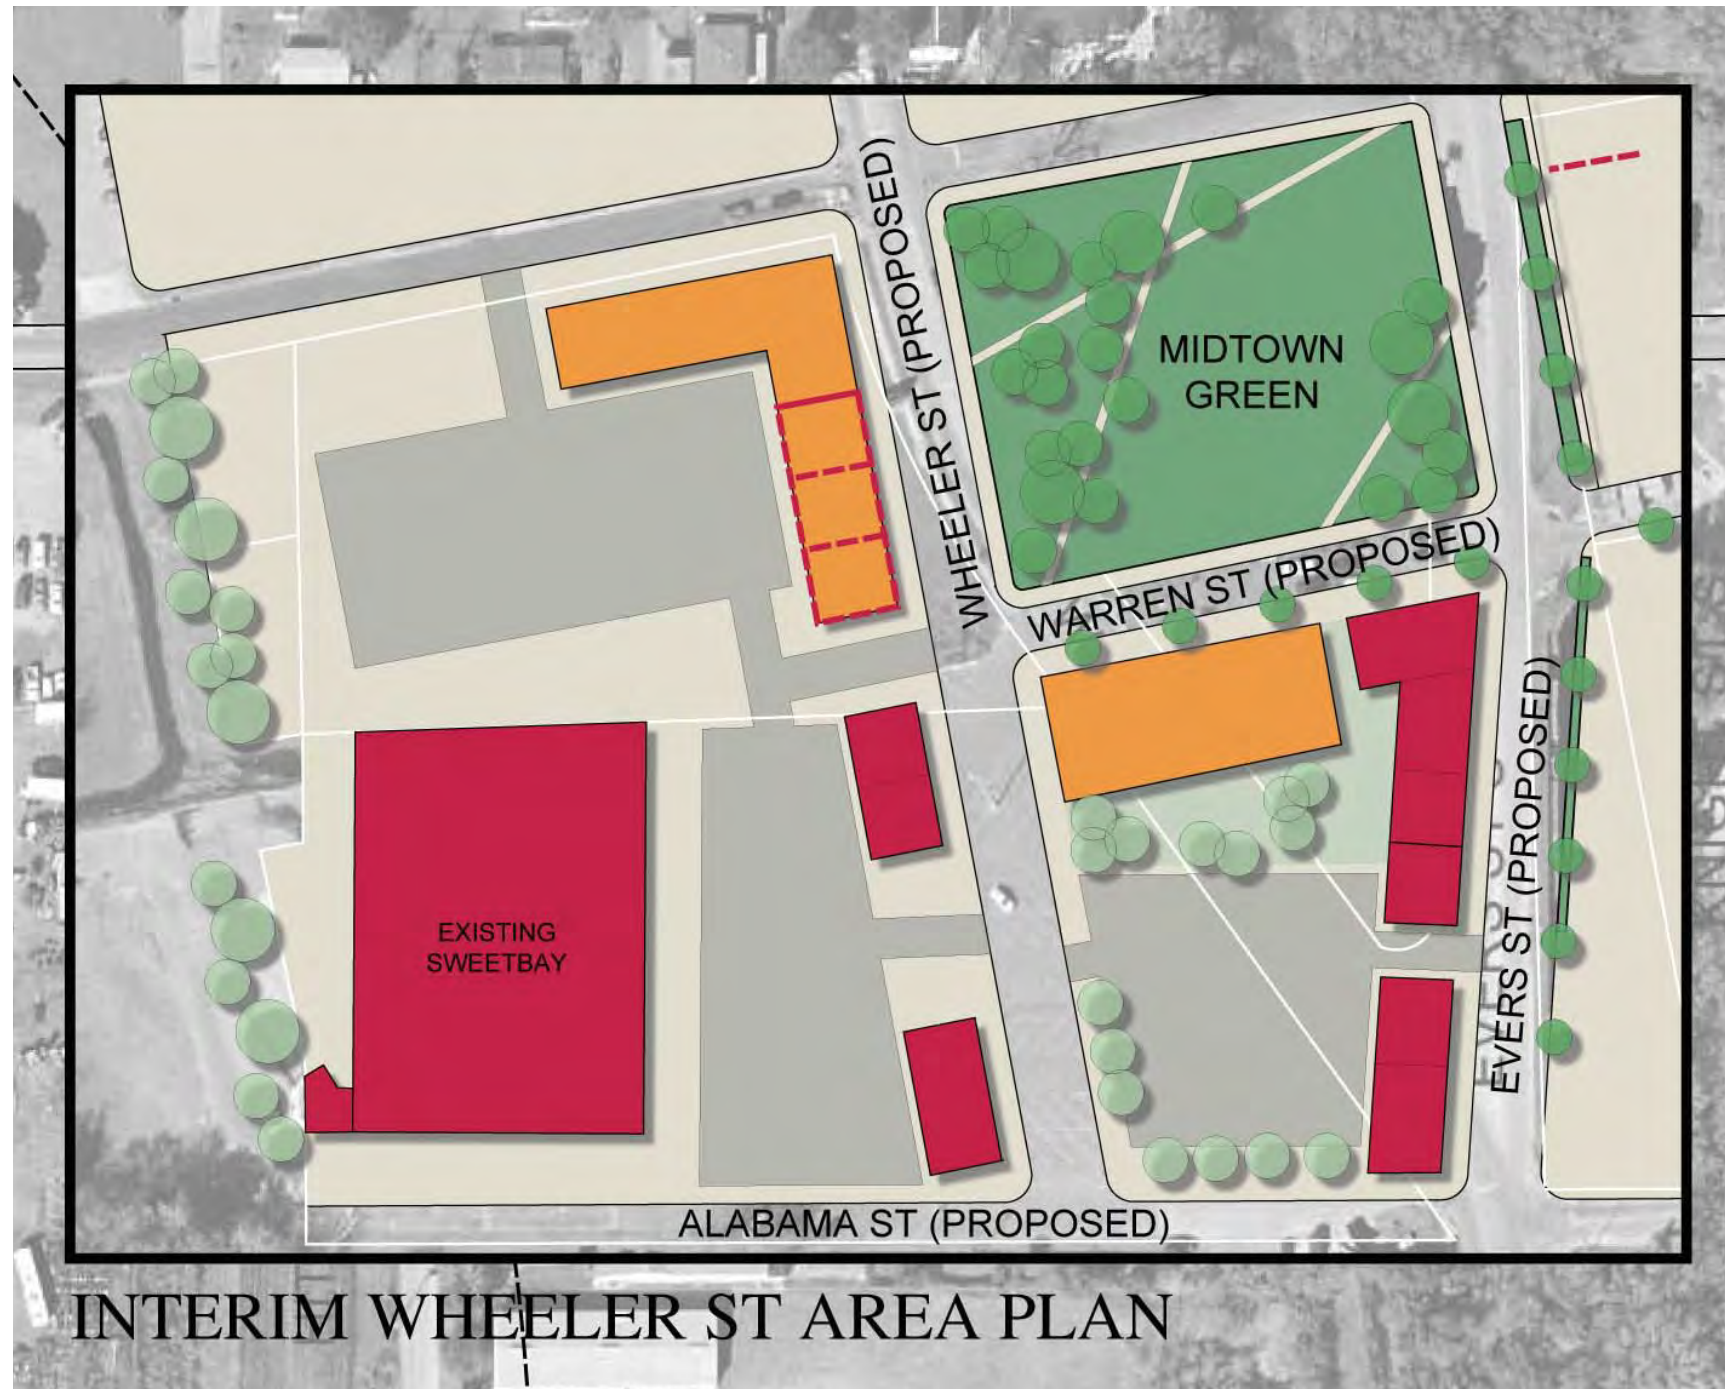 WHEELER ST (PROPOSED)
MIDTOWN
GREEN
WARREN ST (PROPOSED)
EVERS ST (PROPOSED)
EXISTING
SWEETBAY
ALABAMA ST (PROPOSED)
INTERIM WHEELER ST AREA PLAN